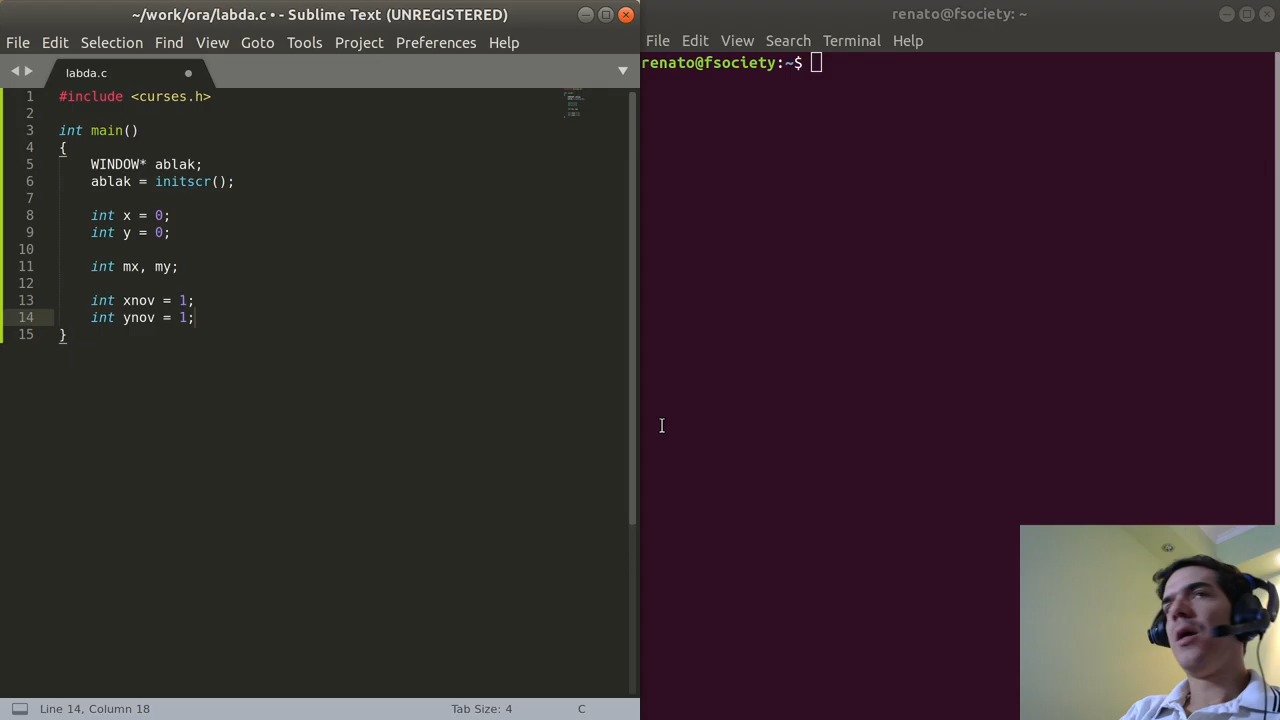 ~/work/ora/labda.c • - Sublime Text (UNREGISTERED)
File Edit Selection Find View Goto Tools Project Preferences Help
labda.c
1 #include <curses.h>
2
3 int main()
4 {
5 WINDOW* ablak;
6 ablak = initscr();
7
8 int x = 0;
9 int y = 0;
10
11 int mx, my;
12
13 int xnov = 1;
14 int ynov = 1;
15 }
Line 14, Column 18
Tab Size: 4
C
renato@fsociety: ~
File Edit View Search Terminal Help
renato@fsociety:~$